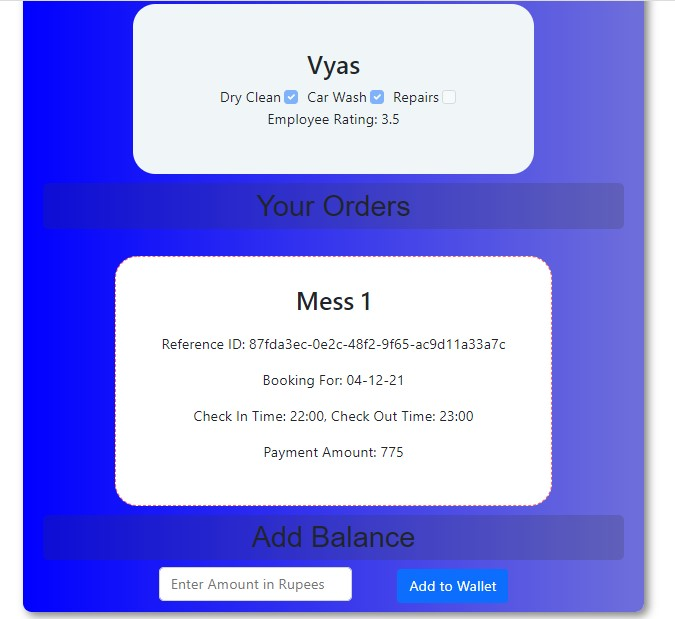 Vyas
Dry Clean Car Wash Repairs
Employee Rating: 3.5
Your Orders
Mess 1
Reference ID: 87fda3ec-0e2c-48f2-9f65-ac9d11a33a7c
Booking For: 04-12-21
Check In Time: 22:00, Check Out Time: 23:00
Payment Amount: 775
Add Balance
Enter Amount in Rupees Add to Wallet